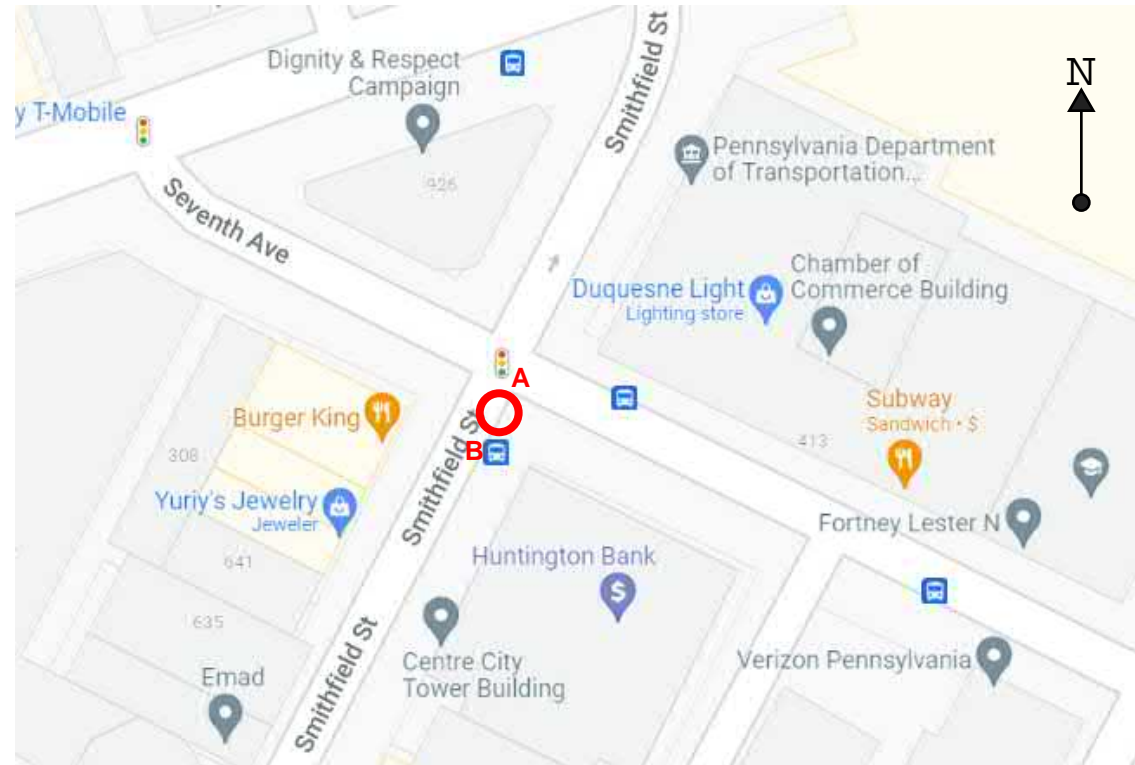 Dignity & Respect
Campaign
Smithfield St
N
y T-Mobile
Pennsylvania Department
of Transportation...
926
Seventh Ave
Chamber of
Commerce Building
Duquesne Light
Lighting store
A
Burger King
Subway
Sandwich • $
413
B
308
Smithfield St
Yuriy's Jewelry
Jeweler
Fortney Lester N
641
Huntington Bank
$
635
Centre City
Tower Building
Verizon Pennsylvania
Emad
Smithfield St